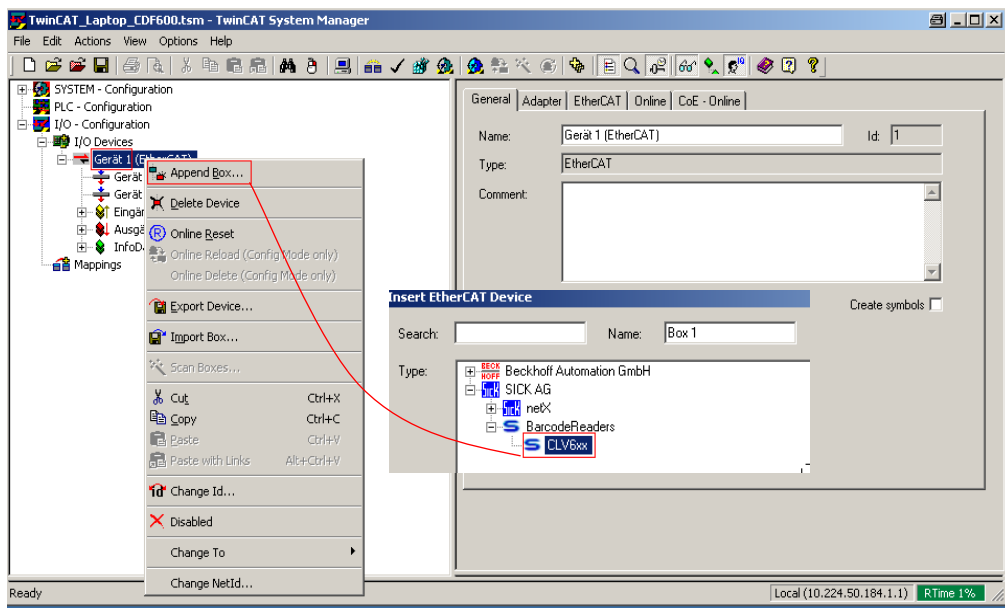 TwinCAT_Laptop_CDF600.tsm - TwinCAT System Manager
File Edit Actions View Options Help
SYSTEM - Configuration
PLC - Configuration
I/O - Configuration
I/O Devices
Gerät 1 (EtherCAT)
Gerät
Gerät
Eingän
Ausgä
InfoDa
Mappings
Append Box...
Delete Device
Online Reset
Online Reload (Config Mode only)
Online Delete (Config Mode only)
Export Device...
Import Box...
Scan Boxes...
Cut Ctrl+X
Copy Ctrl+C
Paste Ctrl+V
Paste with Links Alt+Ctrl+V
Change Id...
Disabled
Change To
Change NetId...
General Adapter EtherCAT Online CoE - Online
Name: Gerät 1 (EtherCAT) Id: 1
Type: EtherCAT
Comment:
Create symbols
Insert EtherCAT Device
Search: Name: Box 1
Type:
BECK HOFF Beckhoff Automation GmbH
SICK SICK AG
SICK netX
BarcodeReaders
CLV6xx
Ready Local (10.224.50.184.1.1) RTime 1%